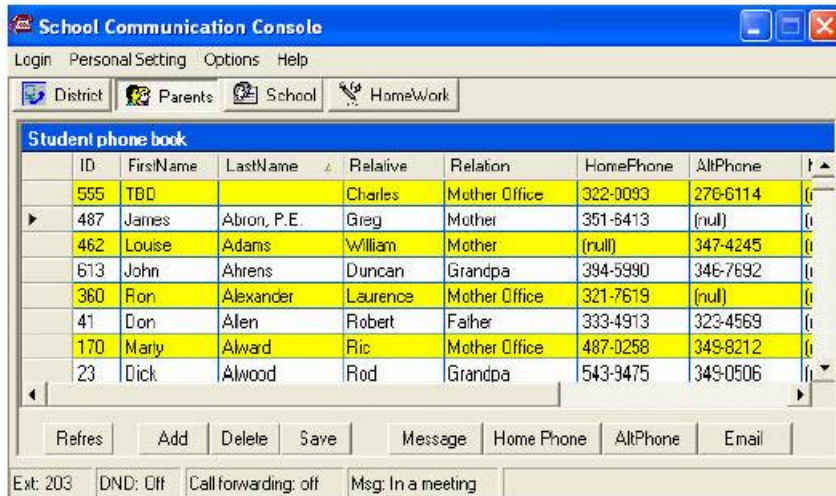 School Communication Console
Login Personal Setting Options Help
District Parents School HomeWork
Student phone book
ID FirstName LastName Relative Relation HomePhone AltPhone
555 TBD Charles Mother Office 322-0093 278-6114
487 James Abron, P.E. Greg Mother 351-6413 (null)
462 Louise Adams William Mother (null) 347-4245
613 John Ahrens Duncan Grandpa 394-5990 346-7692
360 Ron Alexander Laurence Mother Office 321-7619 (null)
41 Don Allen Robert Father 333-4913 323-4569
170 Marty Alward Ric Mother Office 487-0258 349-8212
23 Dick Alwood Rod Grandpa 543-9475 349-0506
Refres Add Delete Save Message Home Phone AltPhone Email
Ext: 203 DND: Off Call forwarding: off Msg: In a meeting